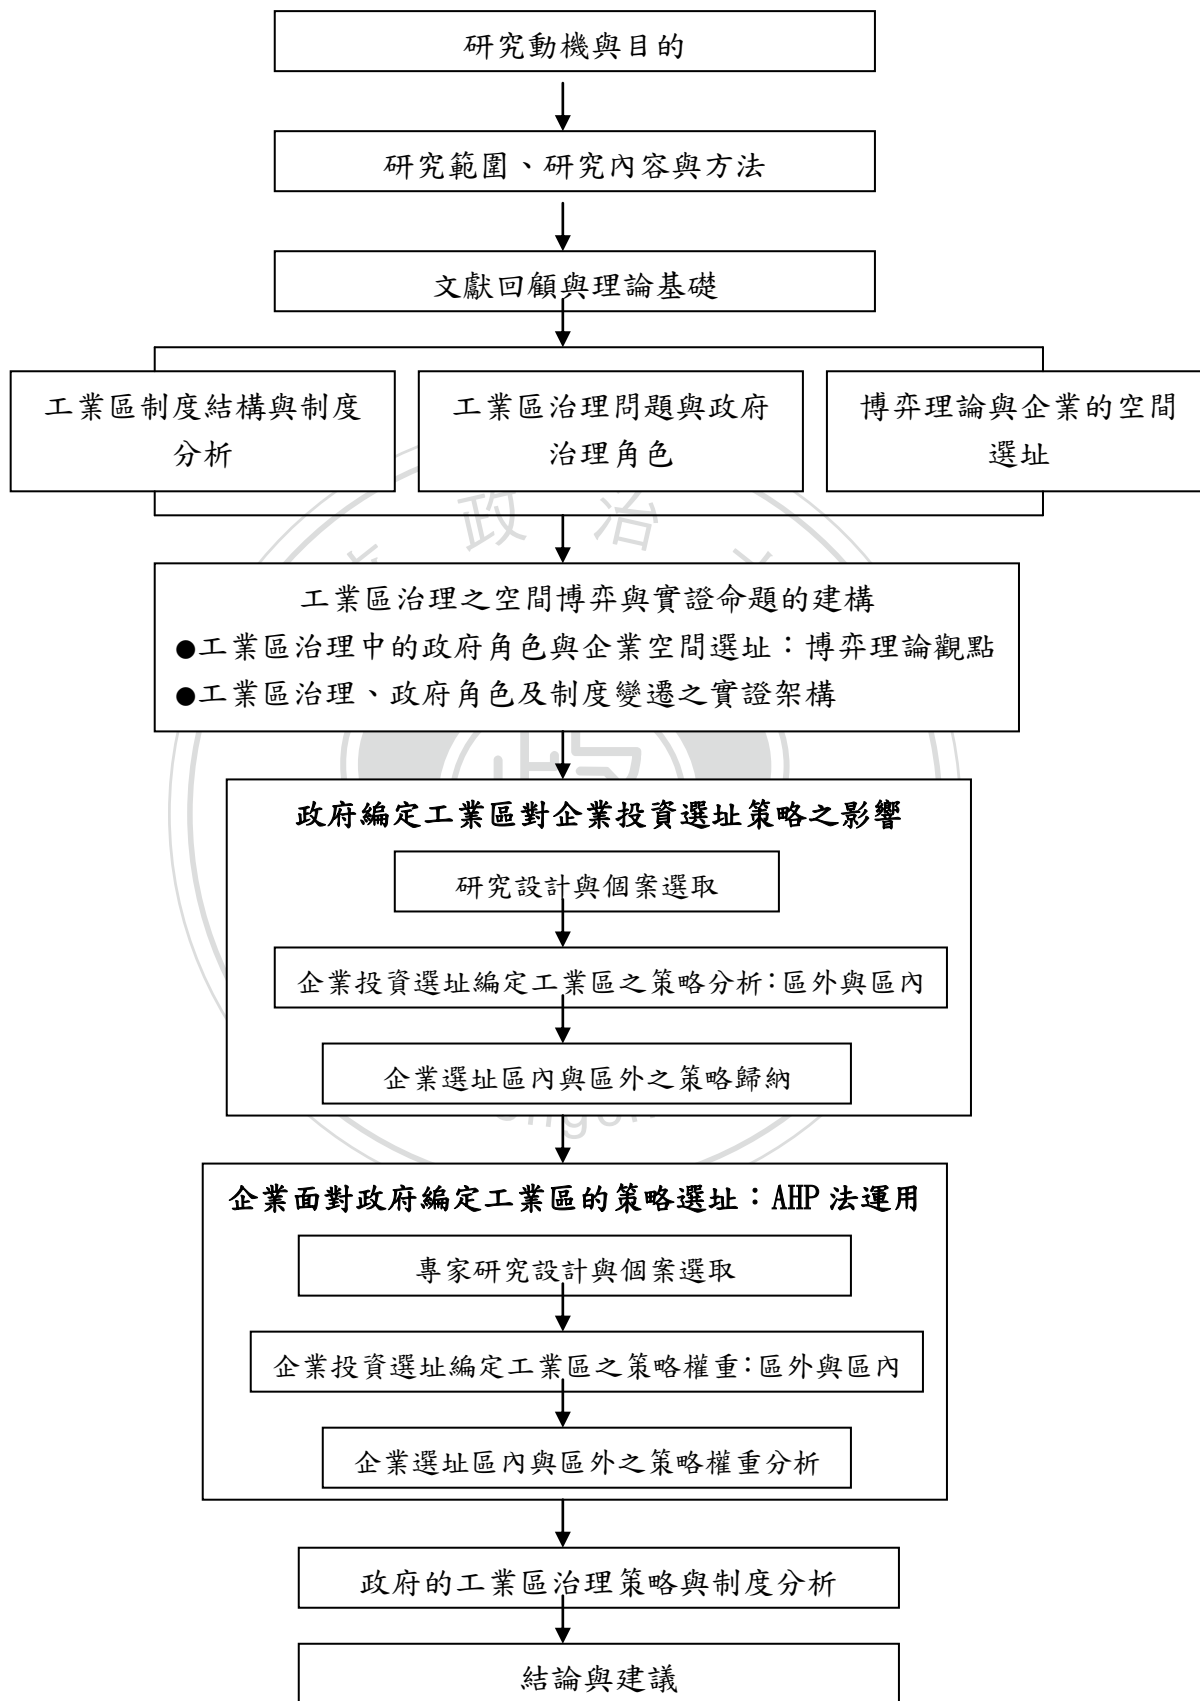 研究動機與目的
研究範圍、研究內容與方法
文獻回顧與理論基礎
工業區制度結構與制度
分析
工業區治理問題與政府
治理角色
博弈理論與企業的空間
選址
政 治
工業區治理之空間博弈與實證命題的建構
●工業區治理中的政府角色與企業空間選址：博弈理論觀點
●工業區治理、政府角色及制度變遷之實證架構
政府編定工業區對企業投資選址策略之影響
研究設計與個案選取
企業投資選址編定工業區之策略分析：區外與區內
企業選址區內與區外之策略歸納
企業面對政府編定工業區的策略選址：AHP 法運用
專家研究設計與個案選取
企業投資選址編定工業區之策略權重：區外與區內
企業選址區內與區外之策略權重分析
政府的工業區治理策略與制度分析
結論與建議